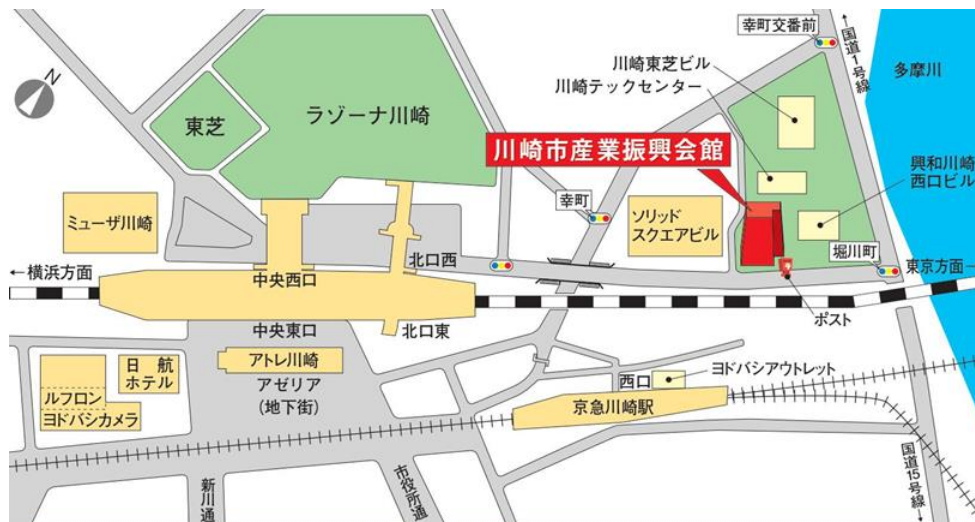 幸町交番前
↑国道1号線
多摩川
N
川崎東芝ビル
川崎テックセンター
東芝
ラゾーナ川崎
川崎市産業振興会館
興和川崎
西口ビル
ミューザ川崎
幸町
ソリッド
スクエアビル
堀川町
北口西
←横浜方面
中央西口
東京方面→
ポスト
中央東口
北口東
日航
ホテル
アトレ川崎
アゼリア
(地下街)
ルフロン
ヨドバシカメラ
西口
ヨドバシアウトレット
京急川崎駅
新川通
市役所通
国道15号線↓